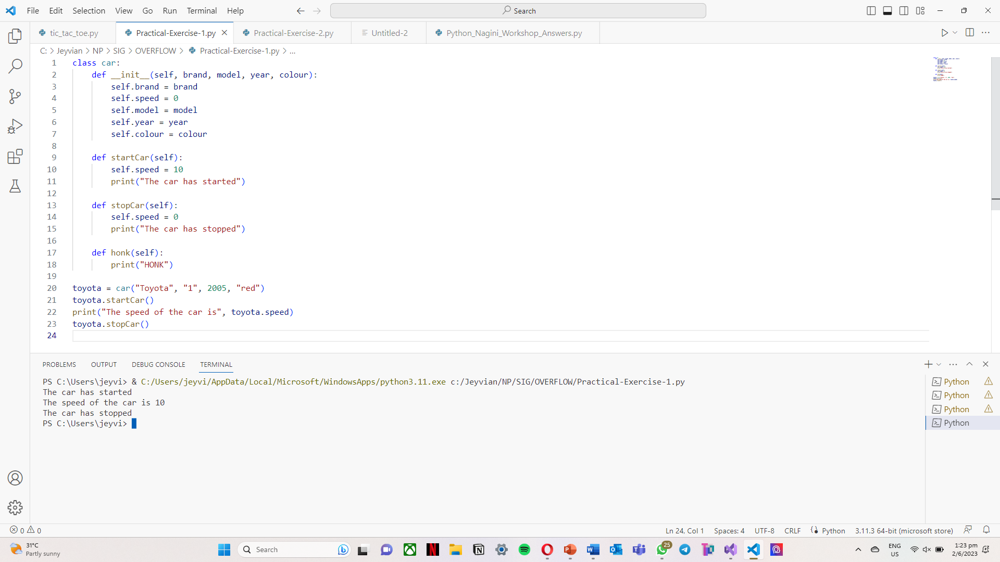 File Edit Selection View Go Run Terminal Help
Search
tic_tac_toe.py Practical-Exercise-1.py Practical-Exercise-2.py Untitled-2 Python_Nagini_Workshop_Answers.py
C: > Jeyvian > NP > SIG > OVERFLOW > Practical-Exercise-1.py > ...
1 class car:
2     def __init__(self, brand, model, year, colour):
3         self.brand = brand
4         self.speed = 0
5         self.model = model
6         self.year = year
7         self.colour = colour
8
9     def startCar(self):
10         self.speed = 10
11         print("The car has started")
12
13     def stopCar(self):
14         self.speed = 0
15         print("The car has stopped")
16
17     def honk(self):
18         print("HONK")
19
20 toyota = car("Toyota", "1", 2005, "red")
21 toyota.startCar()
22 print("The speed of the car is", toyota.speed)
23 toyota.stopCar()
24
PROBLEMS OUTPUT DEBUG CONSOLE TERMINAL
PS C:\Users\jeyvi> & C:/Users/jeyvi/AppData/Local/Microsoft/WindowsApps/python3.11.exe c:/Jeyvian/NP/SIG/OVERFLOW/Practical-Exercise-1.py
The car has started
The speed of the car is 10
The car has stopped
PS C:\Users\jeyvi>
Python
Python
Python
Python
0 0
Ln 24, Col 1 Spaces: 4 UTF-8 CRLF Python 3.11.3 64-bit (microsoft store)
31°C
Partly sunny
Search
25
ENG
US
1:23 pm
2/6/2023